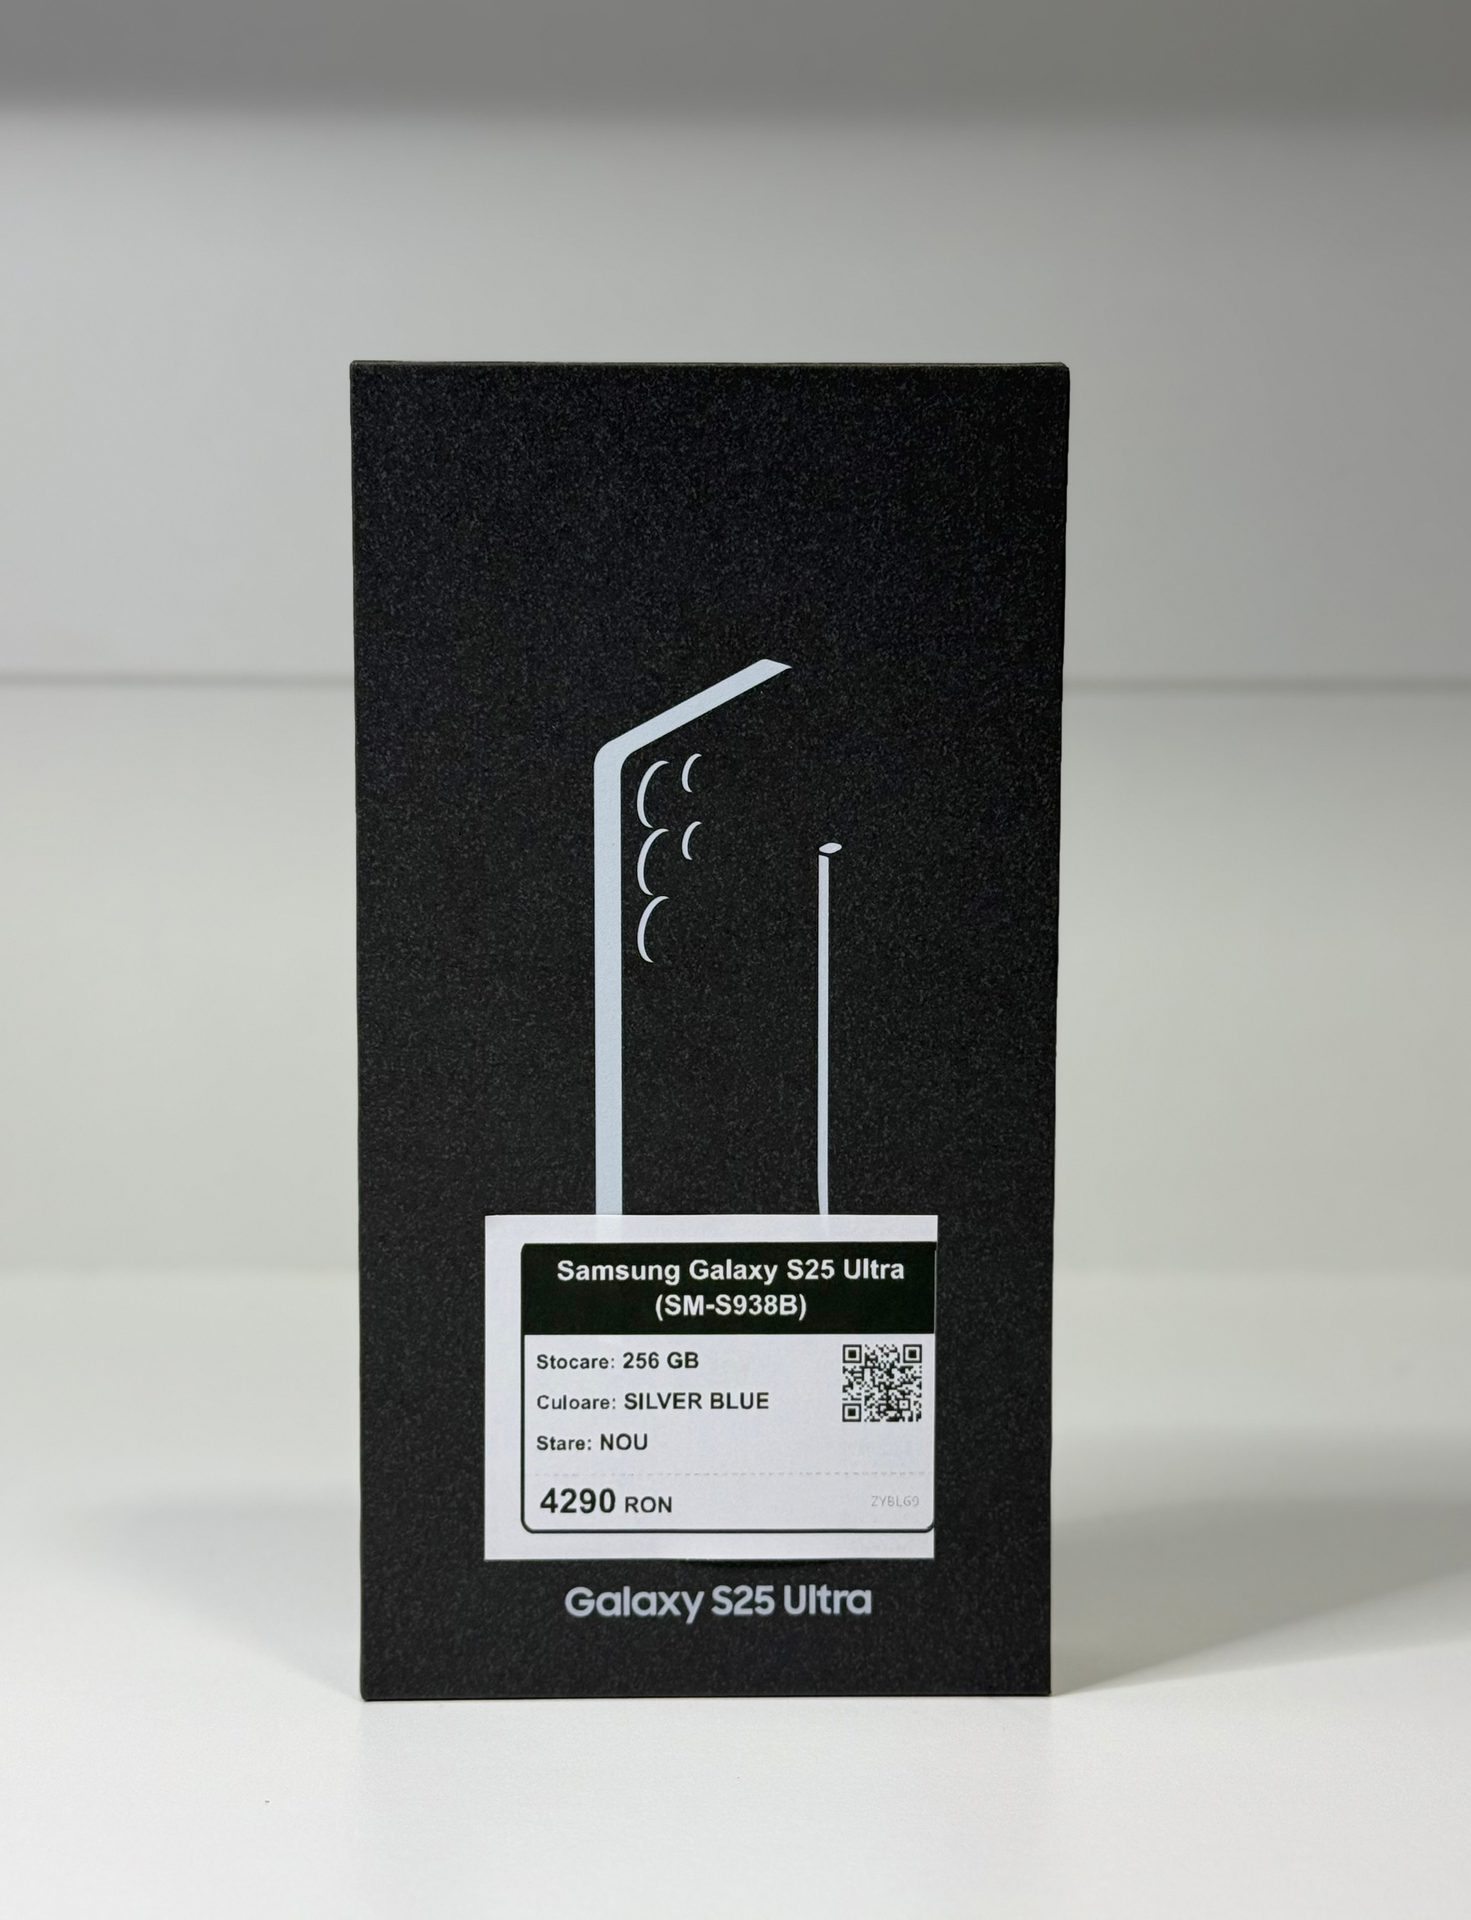 Samsung Galaxy S25 Ultra
(SM-S938B)
Stocare: 256 GB
Culoare: SILVER BLUE
Stare: NOU
4290 RON
ZYBLG9
Galaxy S25 Ultra